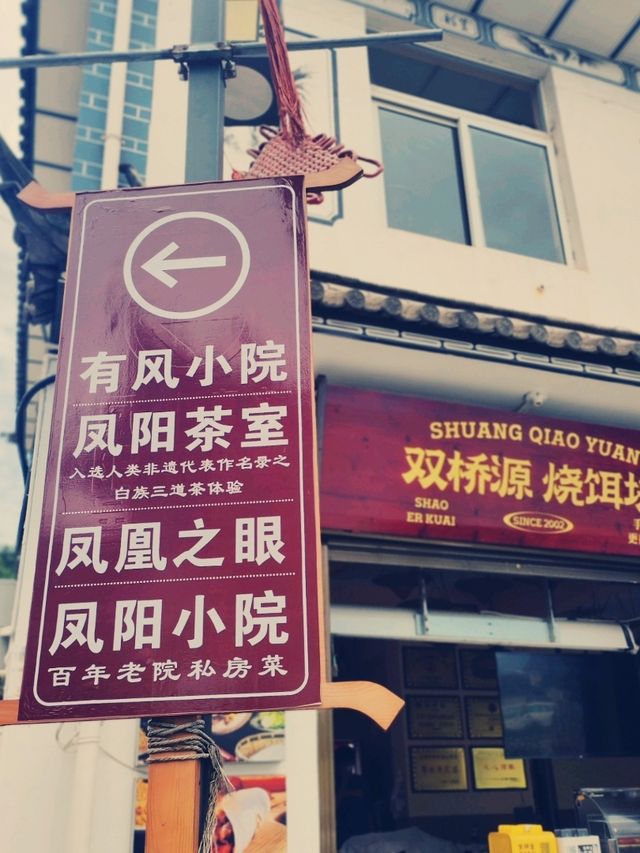 有风小院
凤阳茶室
入选人类非遗代表作名录之
白族三道茶体验
凤凰之眼
凤阳小院
百年老院私房菜
SHUANG QIAO YUAN
双桥源 烧饵块
SHAO
ER KUAI
SINCE 2002